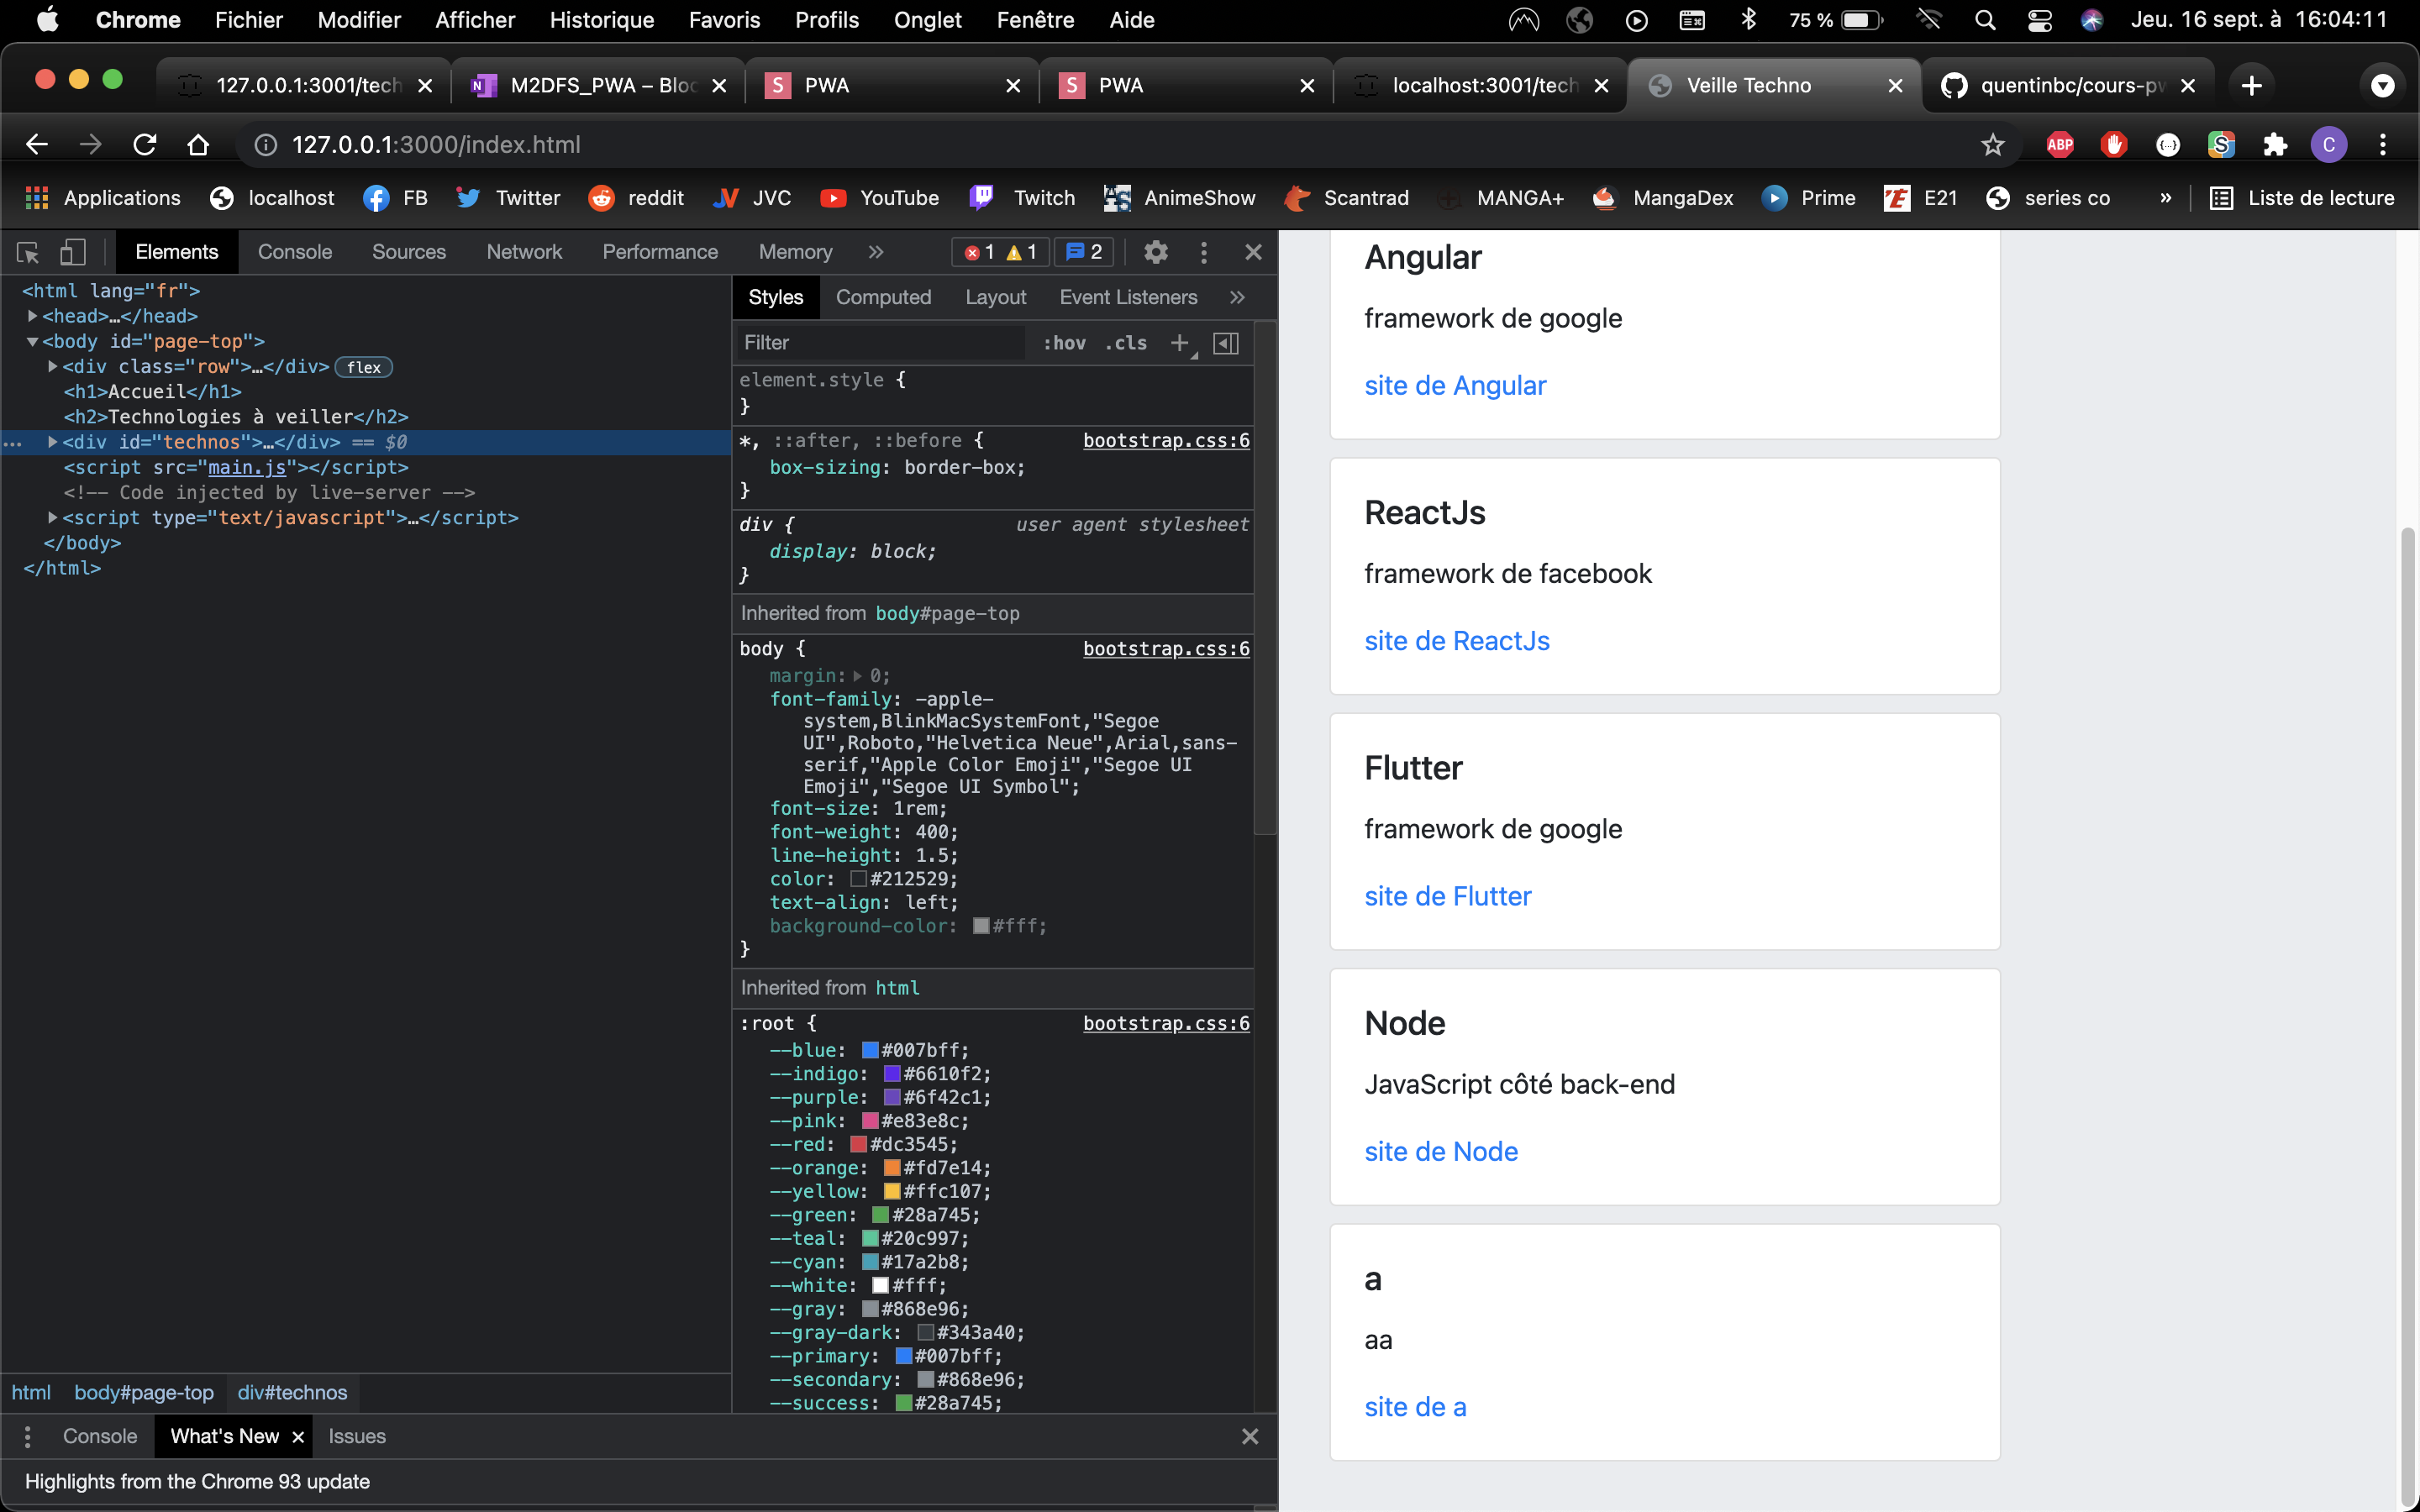 Chrome Fichier Modifier Afficher Historique Favoris Profils Onglet Fenêtre Aide 75 % Jeu. 16 sept. à 16:04:11
127.0.0.1:3001/tech M2DFS_PWA – Bloc PWA PWA localhost:3001/tech Veille Techno quentinbc/cours-pw
127.0.0.1:3000/index.html ABP S C
Applications localhost FB Twitter reddit JVC YouTube Twitch AnimeShow Scantrad MANGA+ MangaDex Prime E21 series co » Liste de lecture
Elements Console Sources Network Performance Memory » 1 1 2
<html lang="fr">
<head>…</head>
<body id="page-top">
<div class="row">…</div> flex
<h1>Accueil</h1>
<h2>Technologies à veiller</h2>
<div id="technos">…</div> == $0
<script src="main.js"></script>
<!-- Code injected by live-server -->
<script type="text/javascript">…</script>
</body>
</html>
html body#page-top div#technos
Styles Computed Layout Event Listeners »
Filter :hov .cls +
element.style {
}
*, ::after, ::before { bootstrap.css:6
box-sizing: border-box;
}
div { user agent stylesheet
display: block;
}
Inherited from body#page-top
body { bootstrap.css:6
margin: 0;
font-family: -apple-
system,BlinkMacSystemFont,"Segoe
UI",Roboto,"Helvetica Neue",Arial,sans-
serif,"Apple Color Emoji","Segoe UI
Emoji","Segoe UI Symbol";
font-size: 1rem;
font-weight: 400;
line-height: 1.5;
color: #212529;
text-align: left;
background-color: #fff;
}
Inherited from html
:root { bootstrap.css:6
--blue: #007bff;
--indigo: #6610f2;
--purple: #6f42c1;
--pink: #e83e8c;
--red: #dc3545;
--orange: #fd7e14;
--yellow: #ffc107;
--green: #28a745;
--teal: #20c997;
--cyan: #17a2b8;
--white: #fff;
--gray: #868e96;
--gray-dark: #343a40;
--primary: #007bff;
--secondary: #868e96;
--success: #28a745;
Console What's New Issues
Highlights from the Chrome 93 update
Angular
framework de google
site de Angular
ReactJs
framework de facebook
site de ReactJs
Flutter
framework de google
site de Flutter
Node
JavaScript côté back-end
site de Node
a
aa
site de a